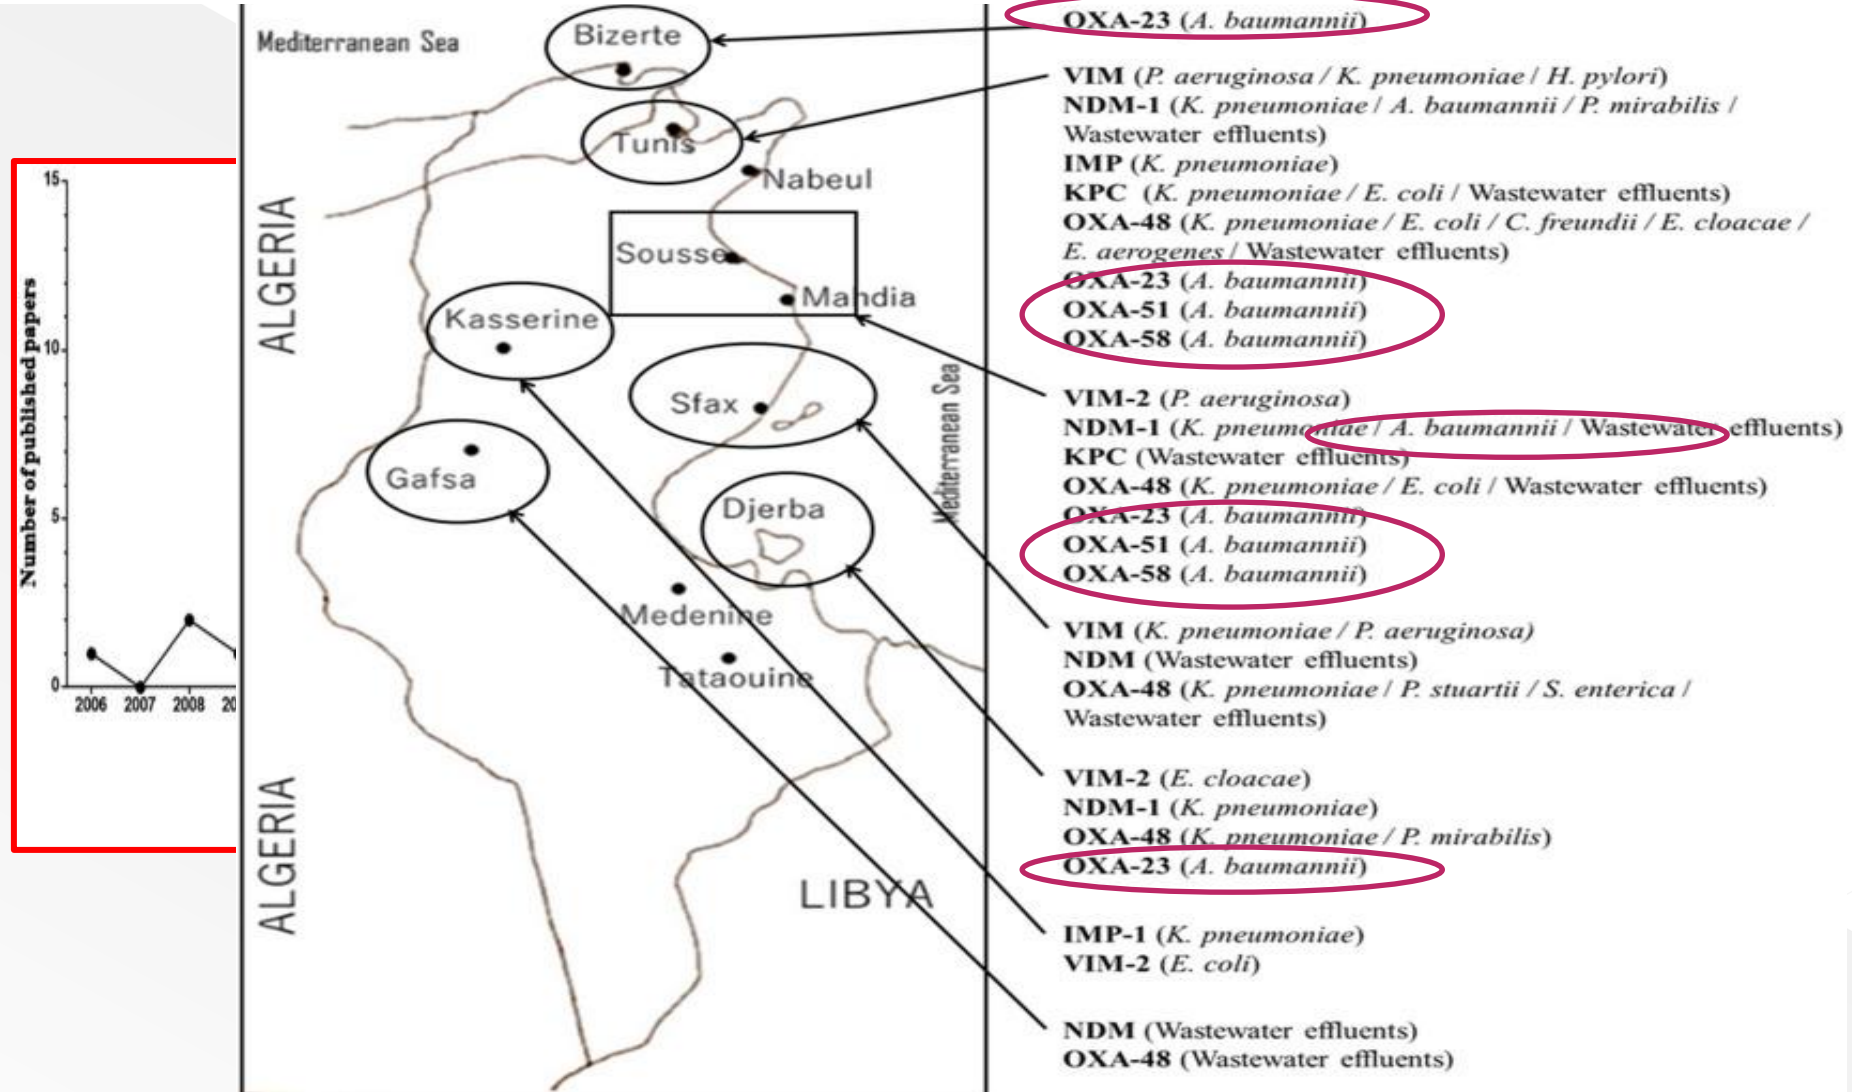 Number of published papers
15
10
5
0
2006 2007 2008 20
Mediterranean Sea
Bizerte
Tunis
Nabeul
Sousse
Mahdia
Kasserine
Sfax
Gafsa
Djerba
Medenine
Tataouine
ALGERIA
ALGERIA
LIBYA
Mediterranean Sea
OXA-23 (A. baumannii)
VIM (P. aeruginosa / K. pneumoniae / H. pylori)
NDM-1 (K. pneumoniae / A. baumannii / P. mirabilis /
Wastewater effluents)
IMP (K. pneumoniae)
KPC (K. pneumoniae / E. coli / Wastewater effluents)
OXA-48 (K. pneumoniae / E. coli / C. freundii / E. cloacae /
E. aerogenes / Wastewater effluents)
OXA-23 (A. baumannii)
OXA-51 (A. baumannii)
OXA-58 (A. baumannii)
VIM-2 (P. aeruginosa)
NDM-1 (K. pneumoniae / A. baumannii / Wastewater effluents)
KPC (Wastewater effluents)
OXA-48 (K. pneumoniae / E. coli / Wastewater effluents)
OXA-23 (A. baumannii)
OXA-51 (A. baumannii)
OXA-58 (A. baumannii)
VIM (K. pneumoniae / P. aeruginosa)
NDM (Wastewater effluents)
OXA-48 (K. pneumoniae / P. stuartii / S. enterica /
Wastewater effluents)
VIM-2 (E. cloacae)
NDM-1 (K. pneumoniae)
OXA-48 (K. pneumoniae / P. mirabilis)
OXA-23 (A. baumannii)
IMP-1 (K. pneumoniae)
VIM-2 (E. coli)
NDM (Wastewater effluents)
OXA-48 (Wastewater effluents)